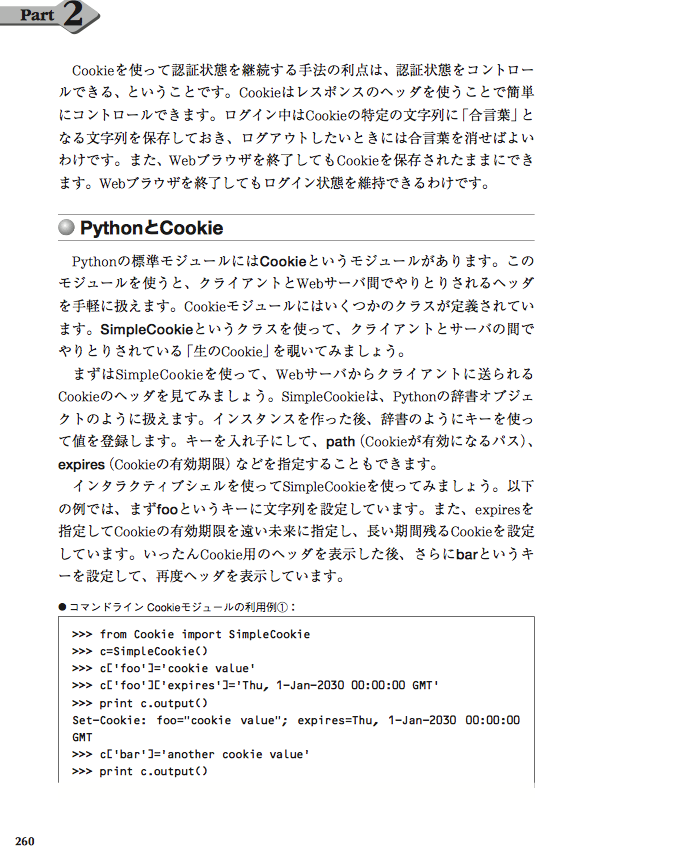 Part 2
Cookieを使って認証状態を継続する手法の利点は、認証状態をコントロー
ルできる、ということです。Cookieはレスポンスのヘッダを使うことで簡単
にコントロールできます。ログイン中はCookieの特定の文字列に「合言葉」と
なる文字列を保存しておき、ログアウトしたいときには合言葉を消せばよい
わけです。また、Webブラウザを終了してもCookieを保存されたままにでき
ます。Webブラウザを終了してもログイン状態を維持できるわけです。
PythonとCookie
Pythonの標準モジュールにはCookieというモジュールがあります。この
モジュールを使うと、クライアントとWebサーバ間でやりとりされるヘッダ
を手軽に扱えます。Cookieモジュールにはいくつかのクラスが定義されてい
ます。SimpleCookieというクラスを使って、クライアントとサーバの間で
やりとりされている「生のCookie」を覗いてみましょう。
まずはSimpleCookieを使って、Webサーバからクライアントに送られる
Cookieのヘッダを見てみましょう。SimpleCookieは、Pythonの辞書オブジェ
クトのように扱えます。インスタンスを作った後、辞書のようにキーを使っ
て値を登録します。キーを入れ子にして、path（Cookieが有効になるパス）、
expires（Cookieの有効期限）などを指定することもできます。
インタラクティブシェルを使ってSimpleCookieを使ってみましょう。以下
の例では、まずfooというキーに文字列を設定しています。また、expiresを
指定してCookieの有効期限を遠い未来に指定し、長い期間残るCookieを設定
しています。いったんCookie用のヘッダを表示した後、さらにbarというキ
ーを設定して、再度ヘッダを表示しています。
●コマンドライン Cookieモジュールの利用例①：
>>> from Cookie import SimpleCookie
>>> c=SimpleCookie()
>>> c['foo']='cookie value'
>>> c['foo']['expires']='Thu, 1-Jan-2030 00:00:00 GMT'
>>> print c.output()
Set-Cookie: foo="cookie value"; expires=Thu, 1-Jan-2030 00:00:00
GMT
>>> c['bar']='another cookie value'
>>> print c.output()
260